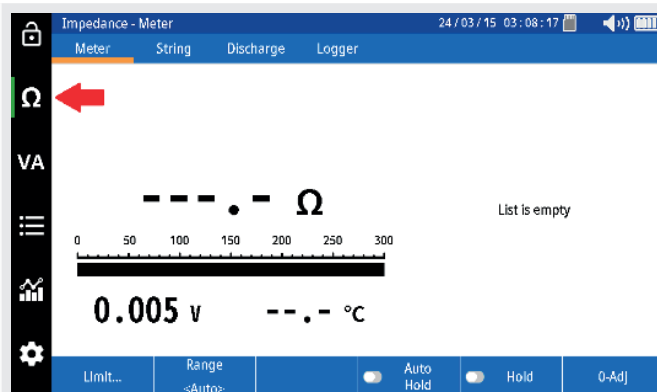 Impedance - Meter 24/03/15 03:08:17
Meter String Discharge Logger
Ω
VA
---.- Ω
List is empty
0 50 100 150 200 250 300
0.005 V --.- °C
Limit... Range <Auto> Auto Hold Hold 0-Adj